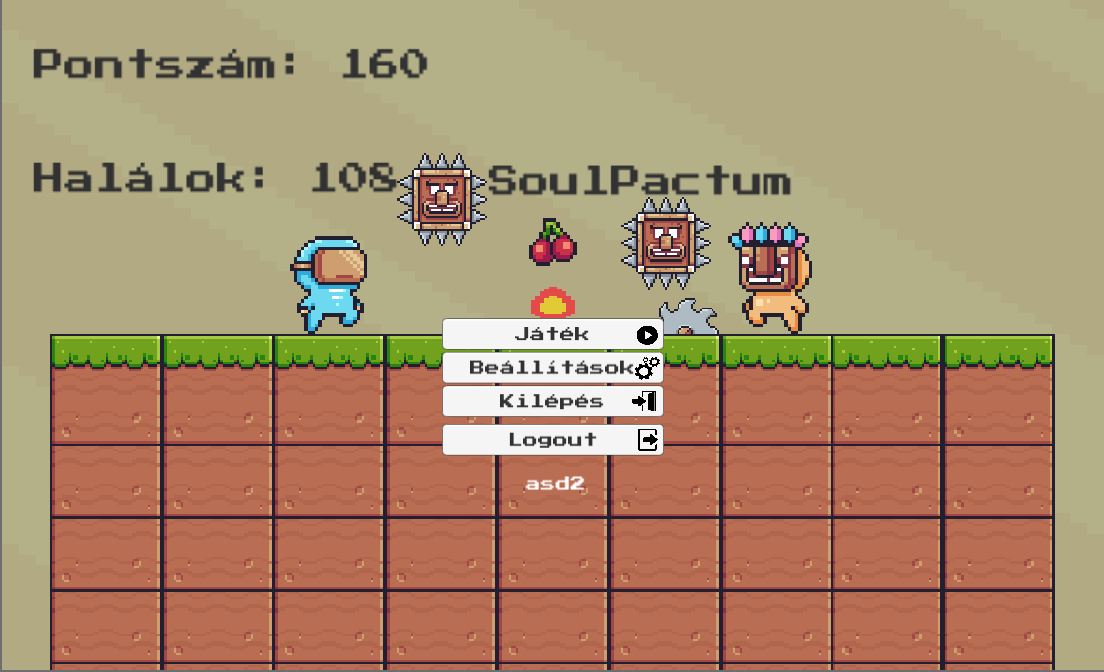 Pontszám: 160
Halálok: 108
SoulPactum
Játék
Beállítások
Kilépés
Logout
asd2